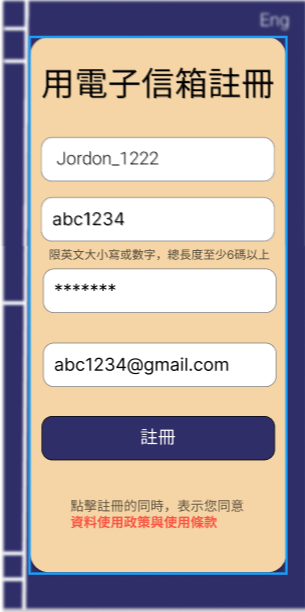 Eng
用電子信箱註冊
Jordon_1222
abc1234
限英文大小寫或數字，總長度至少6碼以上
*******
abc1234@gmail.com
註冊
點擊註冊的同時，表示您同意
資料使用政策與使用條款